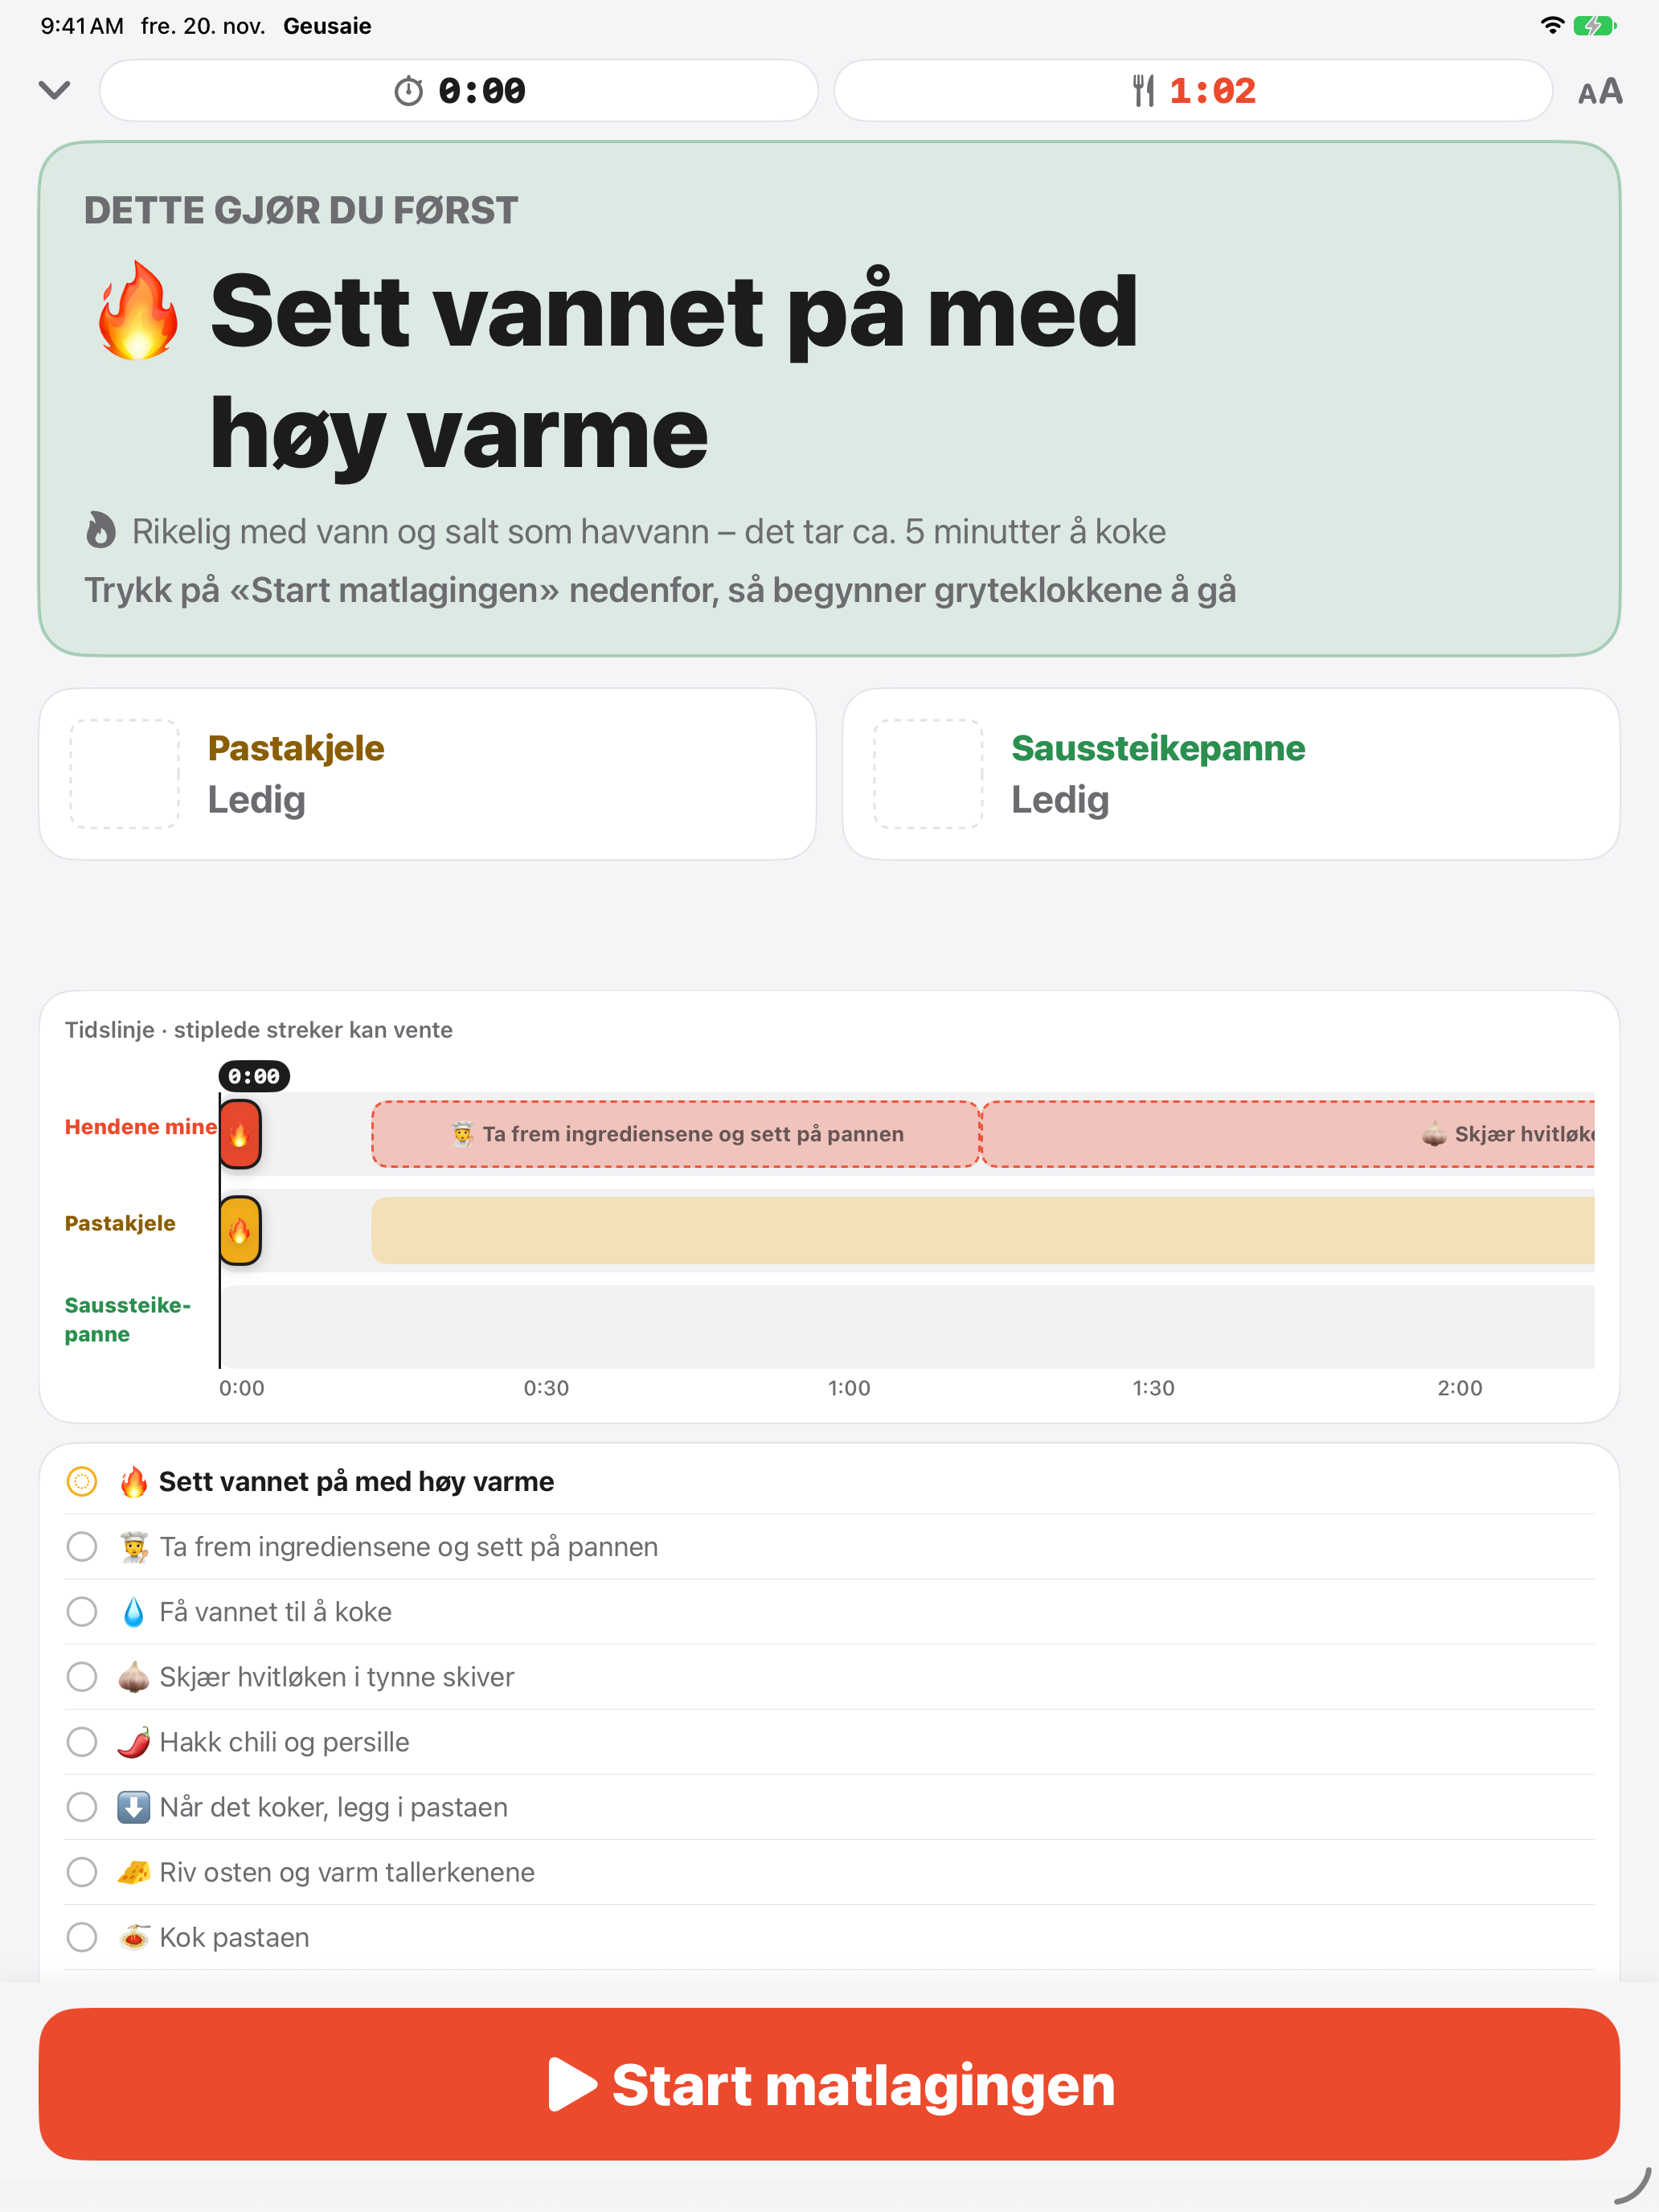 9:41 AM fre. 20. nov. Geusaie
0:00
1:02
AA
DETTE GJØR DU FØRST
🔥 Sett vannet på med
høy varme
Rikelig med vann og salt som havvann – det tar ca. 5 minutter å koke
Trykk på «Start matlagingen» nedenfor, så begynner gryteklokkene å gå
Pastakjele
Ledig
Saussteikepanne
Ledig
Tidslinje · stiplede streker kan vente
0:00
Hendene mine
Ta frem ingrediensene og sett på pannen
Skjær hvitløke
Pastakjele
Saussteike-
panne
0:00 0:30 1:00 1:30 2:00
Sett vannet på med høy varme
Ta frem ingrediensene og sett på pannen
Få vannet til å koke
Skjær hvitløken i tynne skiver
Hakk chili og persille
Når det koker, legg i pastaen
Riv osten og varm tallerkenene
Kok pastaen
Start matlagingen